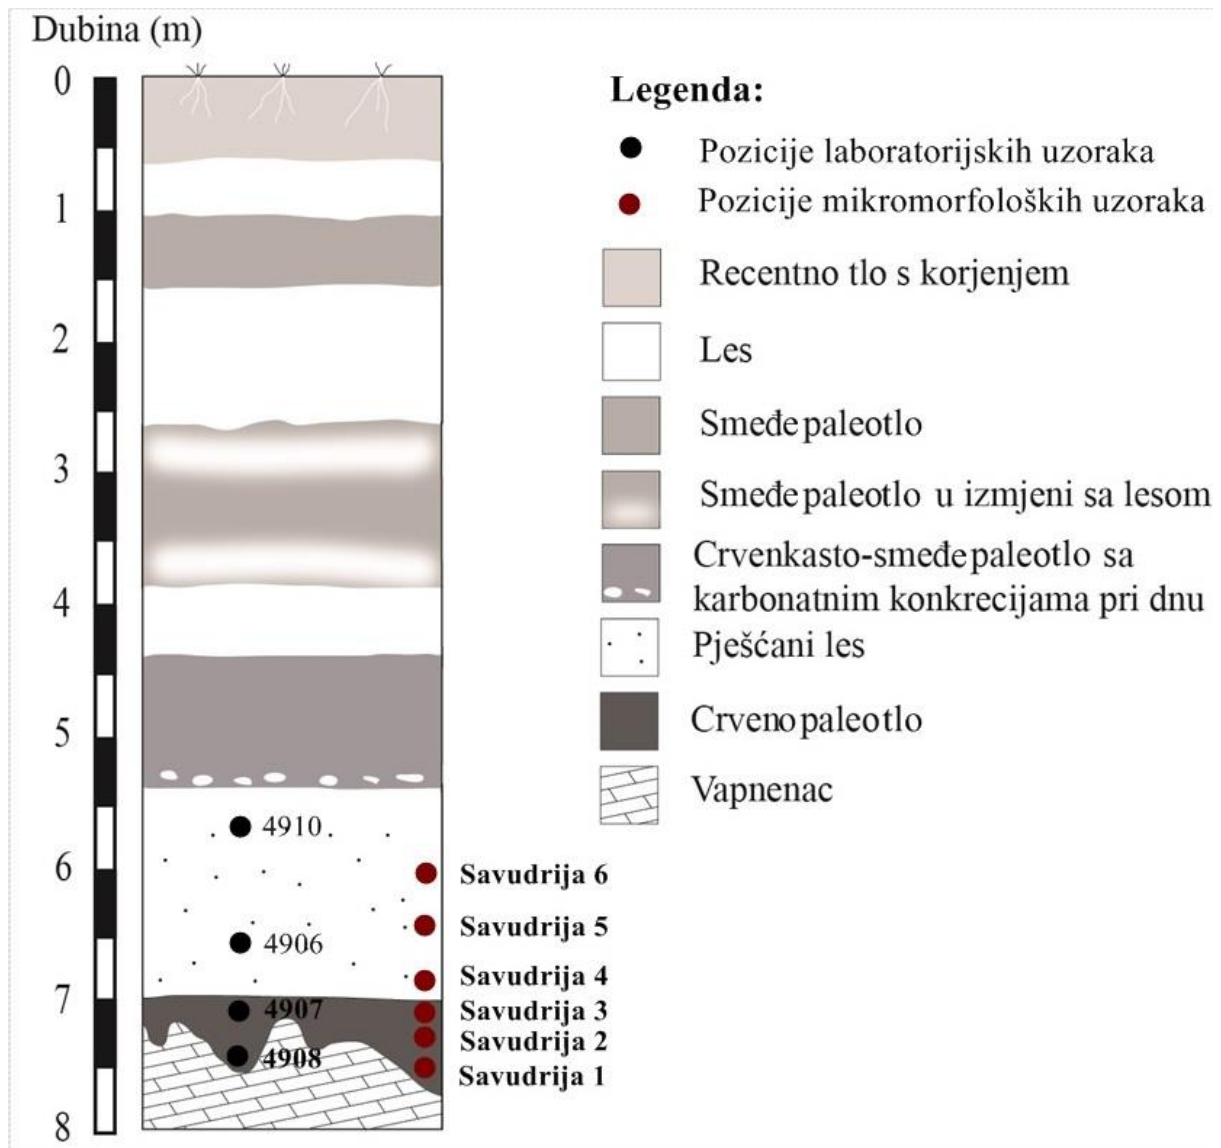 Dubina (m)
0
1
2
3
4
5
6
7
8
4910
4906
4907
4908
Savudrija 6
Savudrija 5
Savudrija 4
Savudrija 3
Savudrija 2
Savudrija 1
Legenda:
Pozicije laboratorijskih uzoraka
Pozicije mikromorfoloških uzoraka
Recentno tlo s korjenjem
Les
Smeđe paleotlo
Smeđe paleotlo u izmjeni sa lesom
Crvenkasto-smeđe paleotlo sa
karbonatnim konkrecijama pri dnu
Pješćani les
Crveno paleotlo
Vapnenac